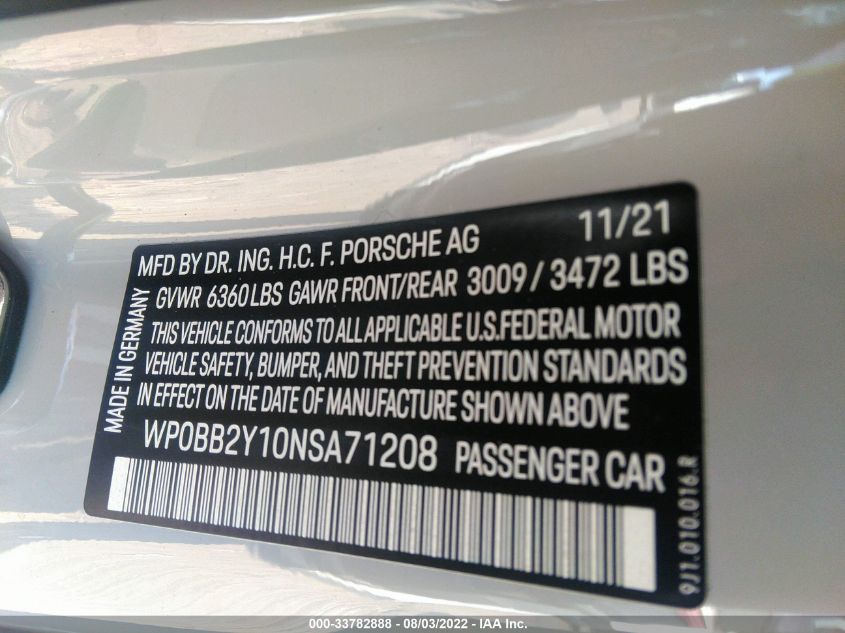 MFD BY DR. ING. H.C. F. PORSCHE AG 11/21
GVWR 6360 LBS GAWR FRONT/REAR 3009 / 3472 LBS
THIS VEHICLE CONFORMS TO ALL APPLICABLE U.S.FEDERAL MOTOR
VEHICLE SAFETY, BUMPER, AND THEFT PREVENTION STANDARDS
IN EFFECT ON THE DATE OF MANUFACTURE SHOWN ABOVE
WP0BB2Y10NSA71208 PASSENGER CAR
MADE IN GERMANY
9J1.010.016.R
000-33782888 - 08/03/2022 - IAA Inc.